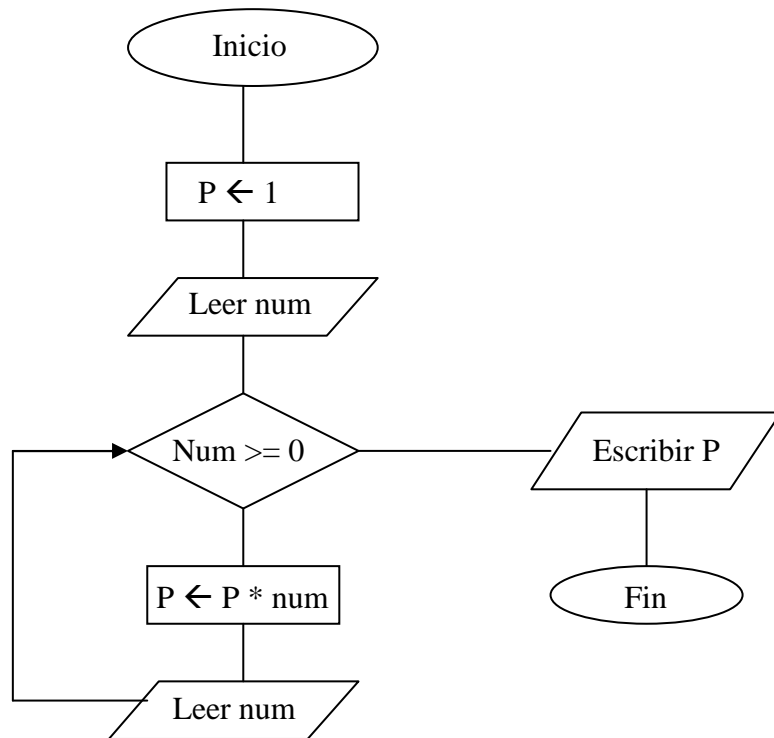 Inicio
P ← 1
Leer num
Num >= 0
Escribir P
P ← P * num
Fin
Leer num